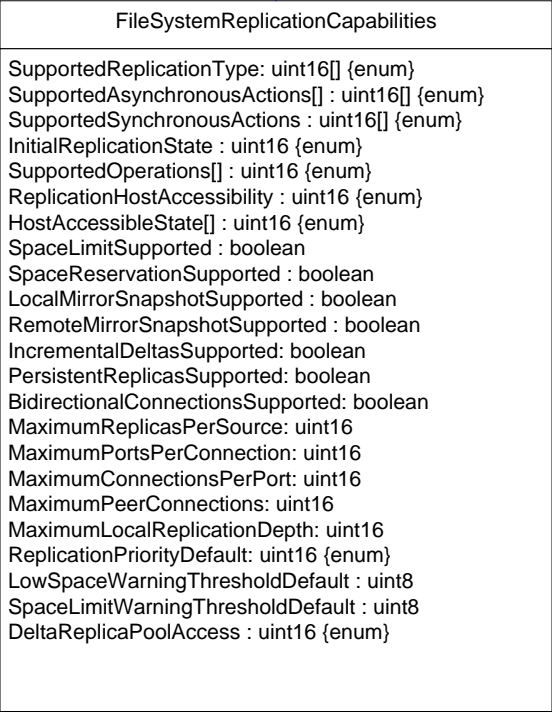 FileSystemReplicationCapabilities
SupportedReplicationType: uint16[] {enum}
SupportedAsynchronousActions[] : uint16[] {enum}
SupportedSynchronousActions : uint16[] {enum}
InitialReplicationState : uint16 {enum}
SupportedOperations[] : uint16 {enum}
ReplicationHostAccessibility : uint16 {enum}
HostAccessibleState[] : uint16 {enum}
SpaceLimitSupported : boolean
SpaceReservationSupported : boolean
LocalMirrorSnapshotSupported : boolean
RemoteMirrorSnapshotSupported : boolean
IncrementalDeltasSupported: boolean
PersistentReplicasSupported: boolean
BidirectionalConnectionsSupported: boolean
MaximumReplicasPerSource: uint16
MaximumPortsPerConnection: uint16
MaximumConnectionsPerPort: uint16
MaximumPeerConnections: uint16
MaximumLocalReplicationDepth: uint16
ReplicationPriorityDefault: uint16 {enum}
LowSpaceWarningThresholdDefault : uint8
SpaceLimitWarningThresholdDefault : uint8
DeltaReplicaPoolAccess : uint16 {enum}